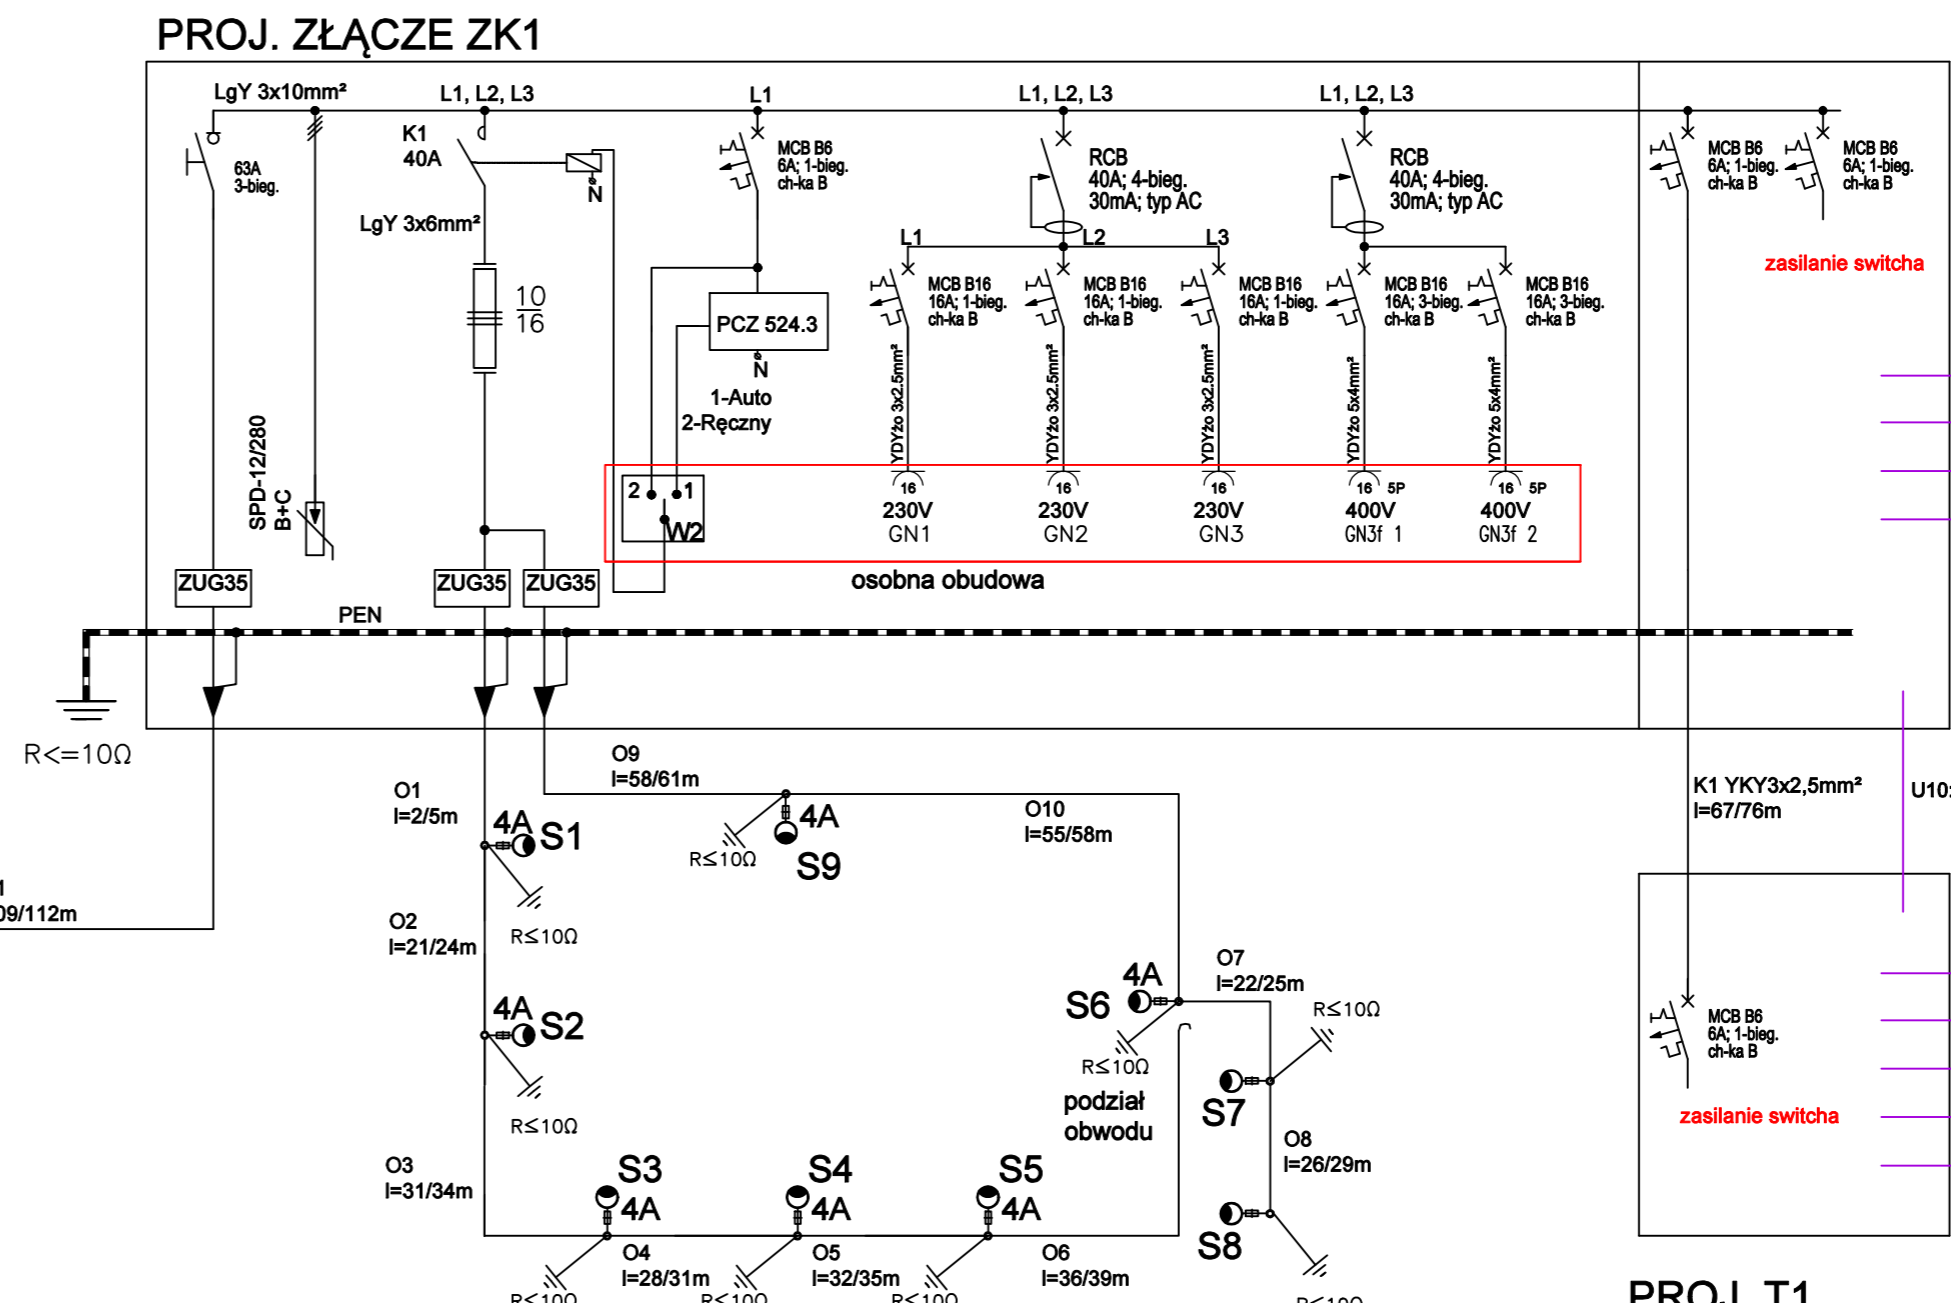 PROJ. ZŁĄCZE ZK1
LgY 3x10mm²
L1, L2, L3
L1
L1, L2, L3
L1, L2, L3
63A
3-bieg.
K1
40A
N
MCB B6
6A; 1-bieg.
ch-ka B
RCB
40A; 4-bieg.
30mA; typ AC
RCB
40A; 4-bieg.
30mA; typ AC
MCB B6
6A; 1-bieg.
ch-ka B
MCB B6
6A; 1-bieg.
ch-ka B
zasilanie switcha
LgY 3x6mm²
10
16
L1
L2
L3
MCB B16
16A; 1-bieg.
ch-ka B
MCB B16
16A; 1-bieg.
ch-ka B
MCB B16
16A; 1-bieg.
ch-ka B
MCB B16
16A; 3-bieg.
ch-ka B
MCB B16
16A; 3-bieg.
ch-ka B
PCZ 524.3
N
1-Auto
2-Ręczny
YDYżo 3x2.5mm²
YDYżo 3x2.5mm²
YDYżo 3x2.5mm²
YDYżo 5x4mm²
YDYżo 5x4mm²
SPD-12/280
B+C
2
1
W2
16
230V
GN1
16
230V
GN2
16
230V
GN3
16 5P
400V
GN3f 1
16 5P
400V
GN3f 2
osobna obudowa
ZUG35
ZUG35
ZUG35
PEN
R<=10Ω
O9
l=58/61m
O1
l=2/5m
4A
S1
R≤10Ω
4A
S9
R≤10Ω
O10
l=55/58m
K1 YKY3x2,5mm²
l=67/76m
09/112m
O2
l=21/24m
4A
S2
R≤10Ω
4A
S6
R≤10Ω
podział
obwodu
O7
l=22/25m
R≤10Ω
S7
MCB B6
6A; 1-bieg.
ch-ka B
zasilanie switcha
O3
l=31/34m
S3
4A
S4
4A
S5
4A
O8
l=26/29m
S8
O4
l=28/31m
O5
l=32/35m
O6
l=36/39m
R≤10Ω
R≤10Ω
R≤10Ω
R≤10Ω
PROJ. T1